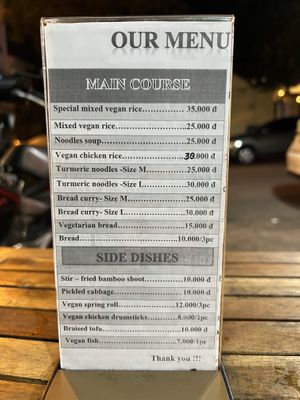 OUR MENU
MAIN COURSE
Special mixed vegan rice...............35.000 đ
Mixed vegan rice.........................25.000 đ
Noodles soup..............................25.000 đ
Vegan chicken rice......................30.000 đ
Turmeric noodles -Size M............25.000 đ
Turmeric noodles -Size L.............30.000 đ
Bread curry- Size M....................25.000 đ
Bread curry- Size L.....................30.000 đ
Vegetarian bread.........................15.000 đ
Bread.......................................10.000/3pc
SIDE DISHES
Stir – fried bamboo shoot............10.000 đ
Pickled cabbage..........................10.000 đ
Vegan spring roll.......................12.000/3pc
Vegan chicken drumsticks...........8.000/1pc
Braised tofu...............................10.000 đ
Vegan fish.................................7.000/1pc
Thank you !!!